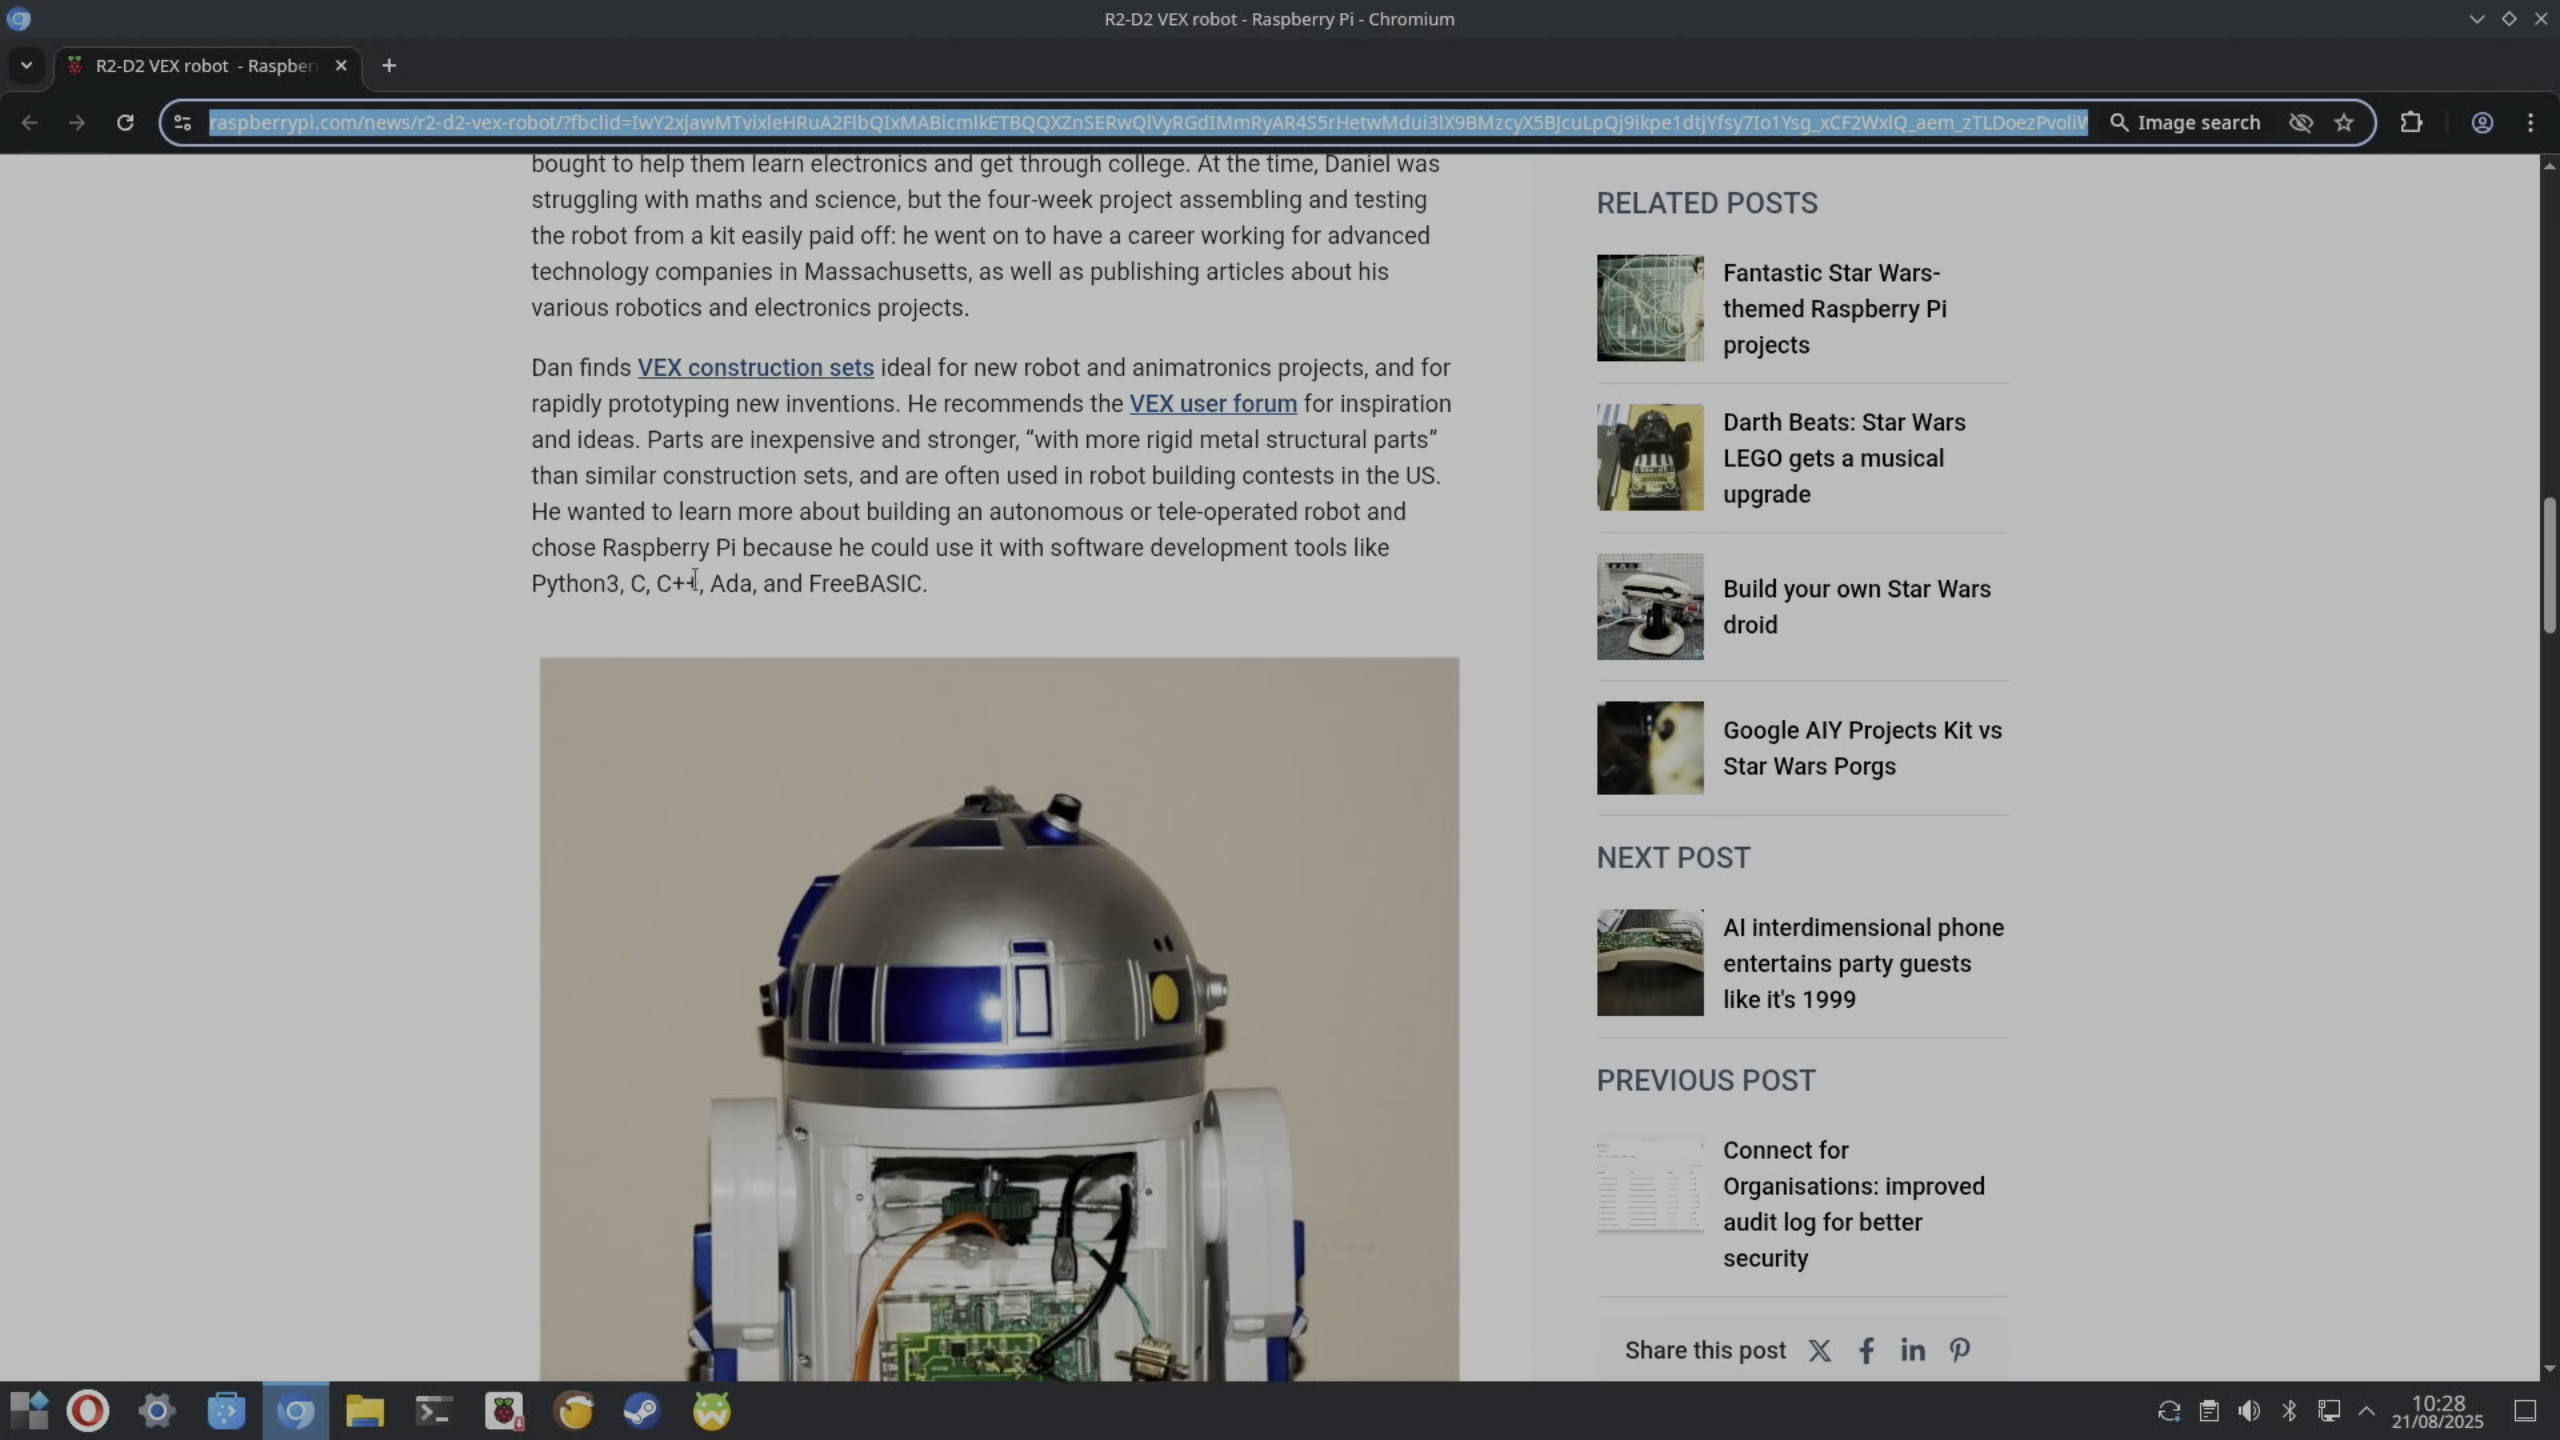 R2-D2 VEX robot - Raspberry Pi - Chromium
R2-D2 VEX robot - Raspber
Image search
bought to help them learn electronics and get through college. At the time, Daniel was
struggling with maths and science, but the four-week project assembling and testing
the robot from a kit easily paid off: he went on to have a career working for advanced
technology companies in Massachusetts, as well as publishing articles about his
various robotics and electronics projects.
Dan finds VEX construction sets ideal for new robot and animatronics projects, and for
rapidly prototyping new inventions. He recommends the VEX user forum for inspiration
and ideas. Parts are inexpensive and stronger, “with more rigid metal structural parts”
than similar construction sets, and are often used in robot building contests in the US.
He wanted to learn more about building an autonomous or tele-operated robot and
chose Raspberry Pi because he could use it with software development tools like
Python3, C, C++, Ada, and FreeBASIC.
RELATED POSTS
Fantastic Star Wars-
themed Raspberry Pi
projects
Darth Beats: Star Wars
LEGO gets a musical
upgrade
Build your own Star Wars
droid
Google AIY Projects Kit vs
Star Wars Porgs
NEXT POST
AI interdimensional phone
entertains party guests
like it's 1999
PREVIOUS POST
Connect for
Organisations: improved
audit log for better
security
Share this post
10:28
21/08/2025